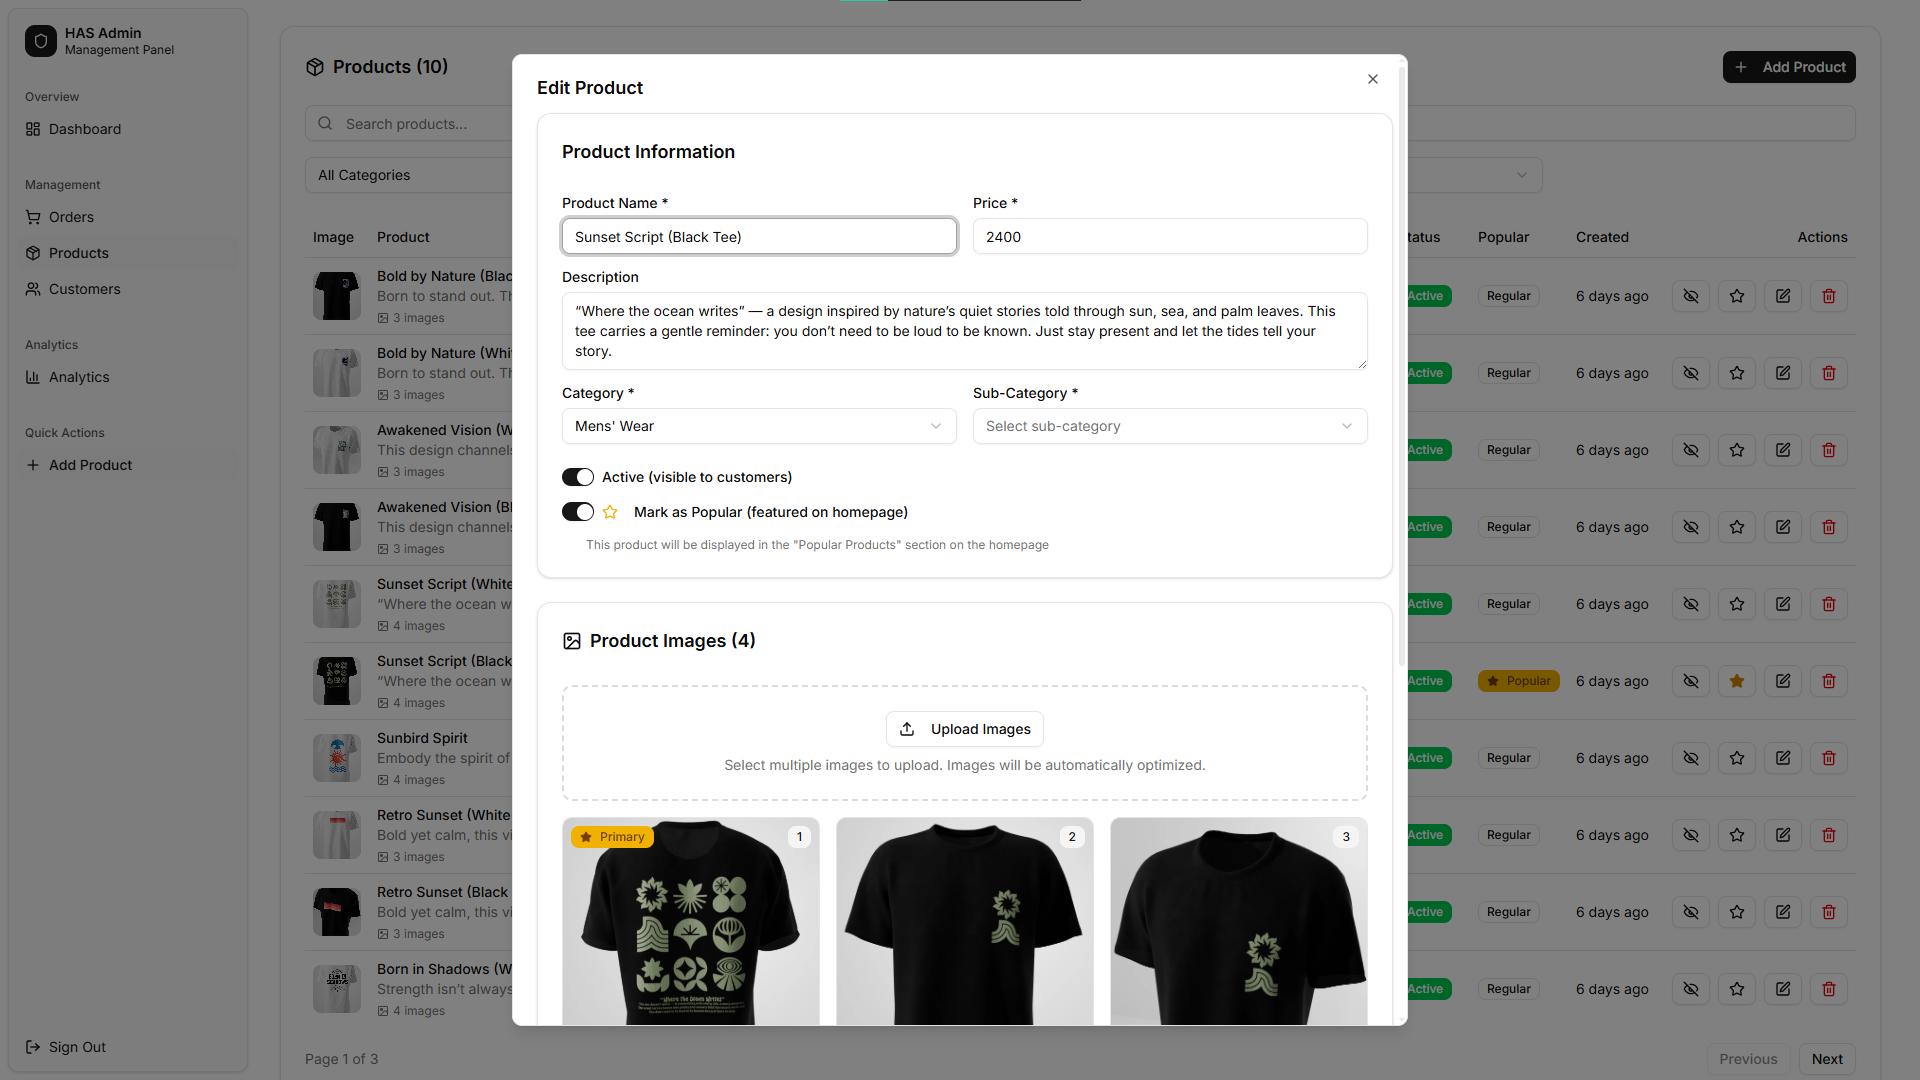 HAS Admin
Management Panel
Overview
Dashboard
Management
Orders
Products
Customers
Analytics
Analytics
Quick Actions
Add Product
Sign Out
Products (10)
Add Product
Search products...
All Categories
Image Product Popular Created Actions
Bold by Nature
Born to stand out.
3 images
Active Regular 6 days ago
Bold by Nature
Born to stand out.
3 images
Active Regular 6 days ago
Awakened Vision
This design channels
3 images
Active Regular 6 days ago
Awakened Vision
This design channels
3 images
Active Regular 6 days ago
Sunset Script (White
“Where the ocean
4 images
Active Regular 6 days ago
Sunset Script (Black
“Where the ocean
4 images
Active Popular 6 days ago
Sunbird Spirit
Embody the spirit of
4 images
Active Regular 6 days ago
Retro Sunset (White
Bold yet calm, this
3 images
Active Regular 6 days ago
Retro Sunset (Black
Bold yet calm, this
3 images
Active Regular 6 days ago
Born in Shadows
Strength isn’t always
4 images
Active Regular 6 days ago
Page 1 of 3
Previous Next
Edit Product
Product Information
Product Name * Price *
Sunset Script (Black Tee) 2400
Description
“Where the ocean writes” — a design inspired by nature’s quiet stories told through sun, sea, and palm leaves. This
tee carries a gentle reminder: you don’t need to be loud to be known. Just stay present and let the tides tell your
story.
Category * Sub-Category *
Mens' Wear Select sub-category
Active (visible to customers)
Mark as Popular (featured on homepage)
This product will be displayed in the "Popular Products" section on the homepage
Product Images (4)
Upload Images
Select multiple images to upload. Images will be automatically optimized.
Primary 1 2 3
"Where the Ocean Writes"